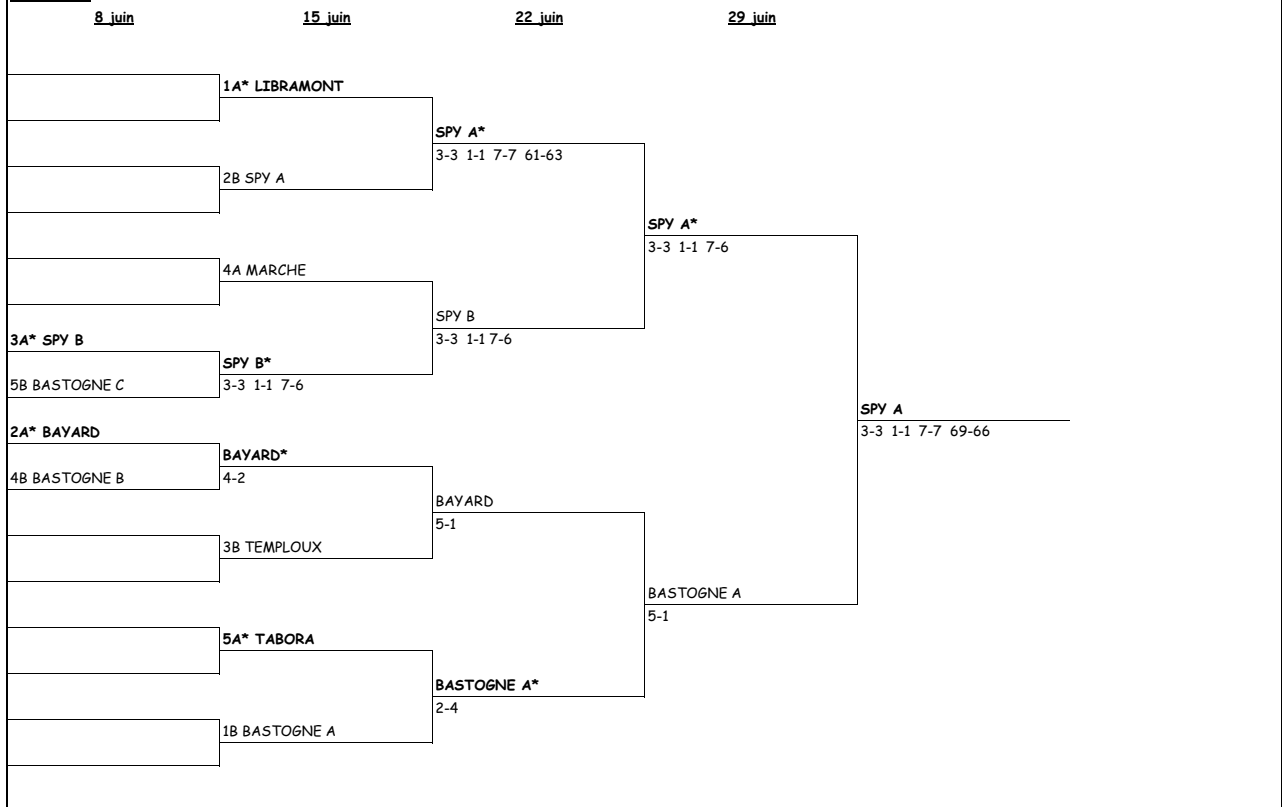 8 juin 15 juin 22 juin 29 juin
1A* LIBRAMONT
SPY A*
3-3 1-1 7-7 61-63
2B SPY A
SPY A*
3-3 1-1 7-6
4A MARCHE
SPY B
3-3 1-1 7-6
3A* SPY B
SPY B*
5B BASTOGNE C
3-3 1-1 7-6
SPY A
3-3 1-1 7-7 69-66
2A* BAYARD
BAYARD*
4B BASTOGNE B
4-2
BAYARD
5-1
3B TEMPLOUX
BASTOGNE A
5-1
5A* TABORA
BASTOGNE A*
2-4
1B BASTOGNE A